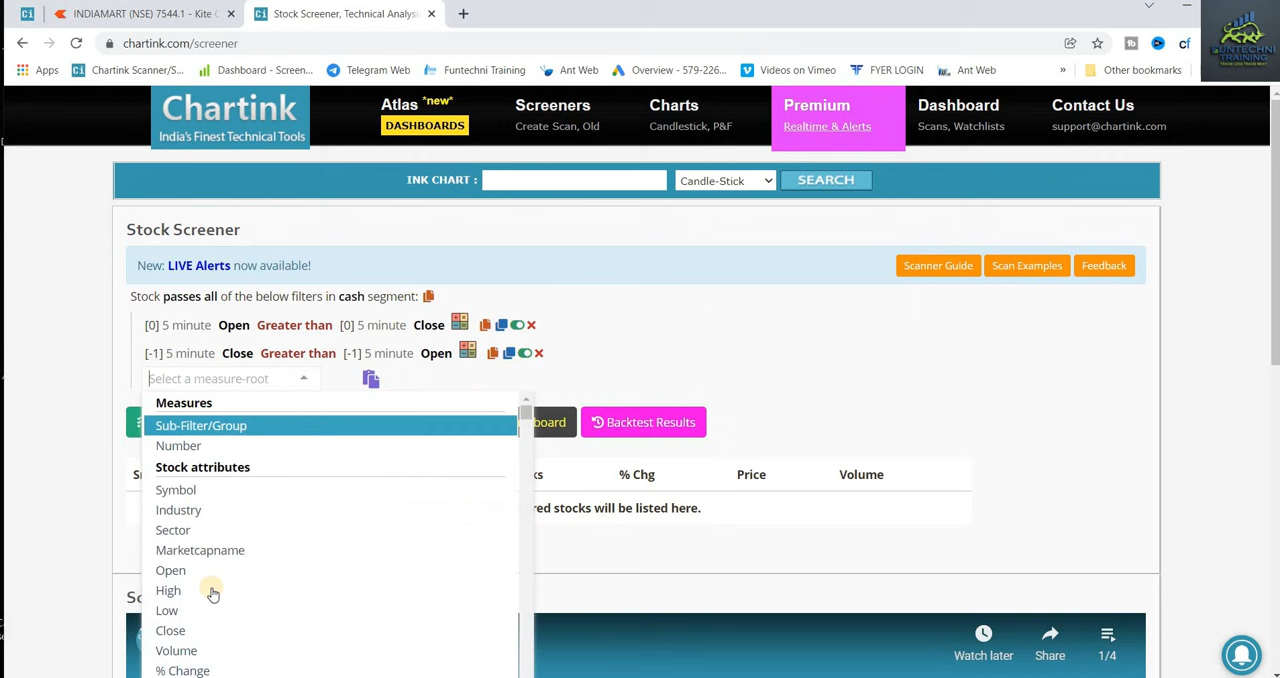 INDIAMART (NSE) 7544.1 - Kite C
Stock Screener, Technical Analysi
chartink.com/screener
Apps
Chartink Scanner/S...
Dashboard - Screen...
Telegram Web
Funtechni Training
Ant Web
Overview - 579-226...
Videos on Vimeo
FYER LOGIN
Ant Web
Other bookmarks
FUNTECHNI
TRAINING
Chartink
India's Finest Technical Tools
Atlas *new*
DASHBOARDS
Screeners
Create Scan, Old
Charts
Candlestick, P&F
Premium
Realtime & Alerts
Dashboard
Scans, Watchlists
Contact Us
support@chartink.com
INK CHART :
Candle-Stick
SEARCH
Stock Screener
New: LIVE Alerts now available!
Scanner Guide
Scan Examples
Feedback
Stock passes all of the below filters in cash segment:
[0] 5 minute Open Greater than [0] 5 minute Close
[-1] 5 minute Close Greater than [-1] 5 minute Open
Select a measure-root
Measures
Sub-Filter/Group
Number
Stock attributes
Symbol
Industry
Sector
Marketcapname
Open
High
Low
Close
Volume
% Change
board
Backtest Results
% Chg
Price
Volume
red stocks will be listed here.
Watch later
Share
1/4